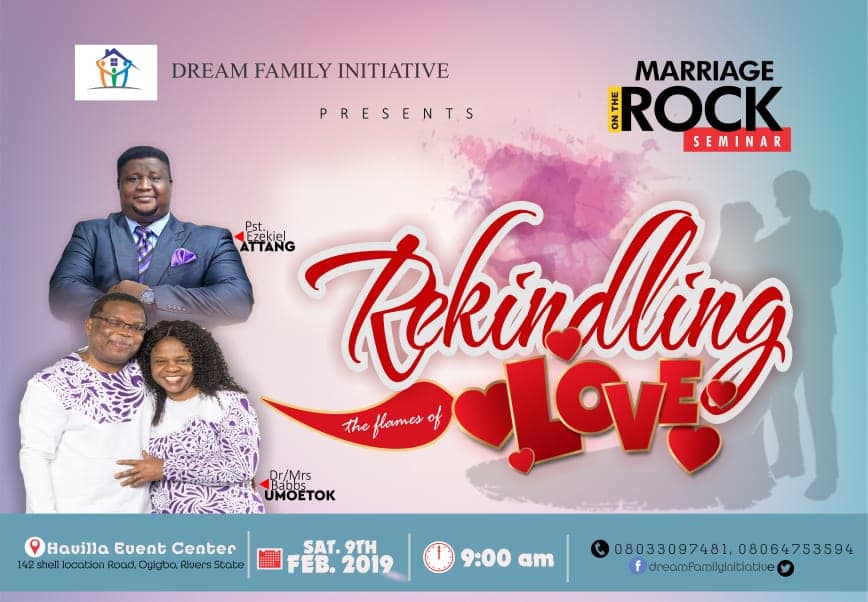 DREAM FAMILY INITIATIVE
PRESENTS
MARRIAGE
ON THE
ROCK
SEMINAR
Pst.
Ezekiel
ATTANG
Rekindling
the flames of
LOVE
Dr/Mrs
Babbs
UMOETOK
Havilla Event Center
142 shell location Road, Oyigbo, Rivers State
SAT. 9TH
FEB. 2019
9:00 am
08033097481, 08064753594
dreamfamilyinitiative